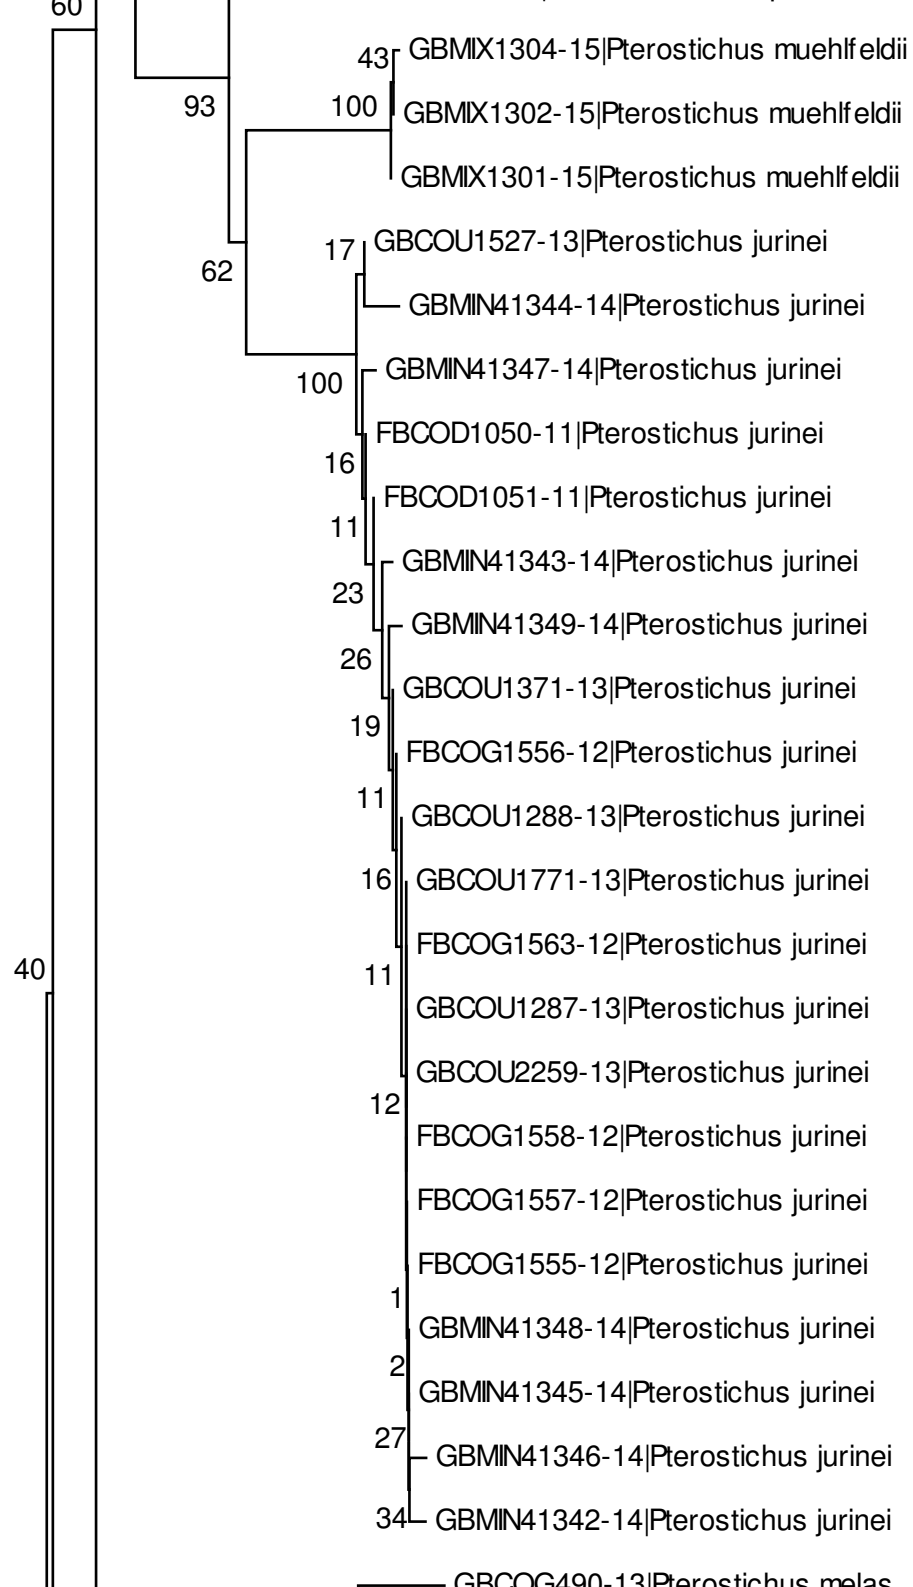 60
43
GBMIX1304-15|Pterostichus muehlfeldii
93
100
GBMIX1302-15|Pterostichus muehlfeldii
GBMIX1301-15|Pterostichus muehlfeldii
17
GBCOU1527-13|Pterostichus jurinei
62
GBMIN41344-14|Pterostichus jurinei
100
GBMIN41347-14|Pterostichus jurinei
FBCOD1050-11|Pterostichus jurinei
16
FBCOD1051-11|Pterostichus jurinei
11
GBMIN41343-14|Pterostichus jurinei
23
GBMIN41349-14|Pterostichus jurinei
26
GBCOU1371-13|Pterostichus jurinei
19
FBCOG1556-12|Pterostichus jurinei
11
GBCOU1288-13|Pterostichus jurinei
16
GBCOU1771-13|Pterostichus jurinei
FBCOG1563-12|Pterostichus jurinei
40
11
GBCOU1287-13|Pterostichus jurinei
GBCOU2259-13|Pterostichus jurinei
12
FBCOG1558-12|Pterostichus jurinei
FBCOG1557-12|Pterostichus jurinei
FBCOG1555-12|Pterostichus jurinei
1
GBMIN41348-14|Pterostichus jurinei
2
GBMIN41345-14|Pterostichus jurinei
27
GBMIN41346-14|Pterostichus jurinei
34
GBMIN41342-14|Pterostichus jurinei
GBCOG490-13|Pterostichus melas